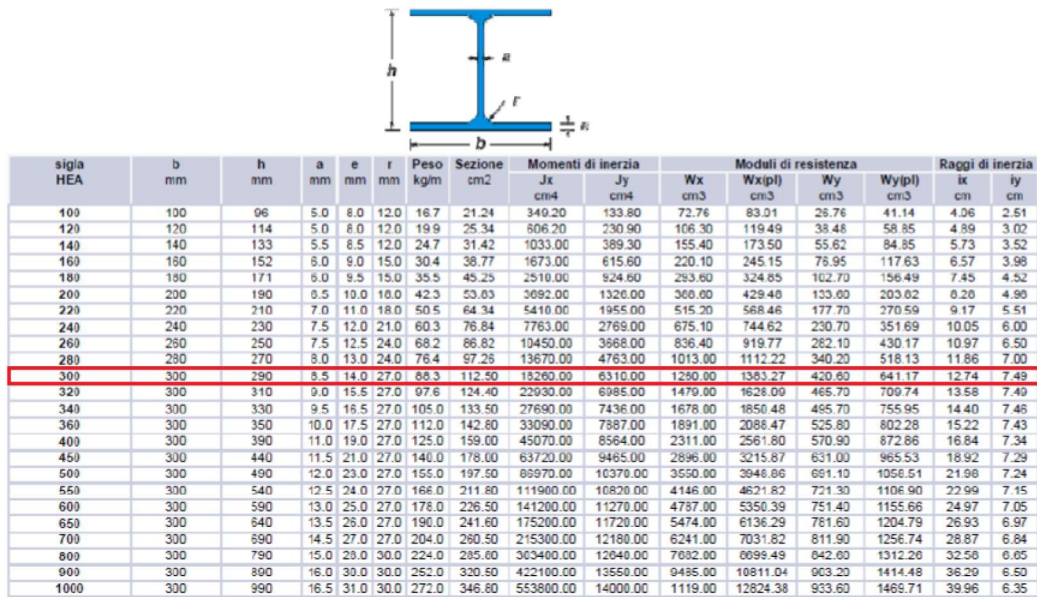 h
a
r
e
b
sigla b h a e r Peso Sezione Momenti di inerzia Moduli di resistenza Raggi di inerzia
HEA mm mm mm mm mm kg/m cm2 Jx Jy Wx Wx(pl) Wy Wy(pl) ix iy
cm4 cm4 cm3 cm3 cm3 cm3 cm cm
100 100 96 5.0 8.0 12.0 16.7 21.24 349.20 133.80 72.76 83.01 26.76 41.14 4.06 2.51
120 120 114 5.0 8.0 12.0 19.9 25.34 606.20 230.90 106.30 119.49 38.48 58.85 4.89 3.02
140 140 133 5.5 8.5 12.0 24.7 31.42 1033.00 389.30 155.40 173.50 55.62 84.85 5.73 3.52
160 160 152 6.0 9.0 15.0 30.4 38.77 1673.00 615.60 220.10 245.15 76.95 117.63 6.57 3.98
180 180 171 6.0 9.5 15.0 35.5 45.25 2510.00 924.60 293.60 324.85 102.70 156.49 7.45 4.52
200 200 190 6.5 10.0 18.0 42.3 53.83 3692.00 1336.00 388.60 429.48 133.60 203.82 8.28 4.98
220 220 210 7.0 11.0 18.0 50.5 64.34 5410.00 1955.00 515.20 568.46 177.70 270.59 9.17 5.51
240 240 230 7.5 12.0 21.0 60.3 76.84 7763.00 2769.00 675.10 744.62 230.70 351.69 10.05 6.00
260 260 250 7.5 12.5 24.0 68.2 86.82 10450.00 3668.00 836.40 919.77 282.10 430.17 10.97 6.50
280 280 270 8.0 13.0 24.0 76.4 97.26 13670.00 4763.00 1013.00 1112.22 340.20 518.13 11.86 7.00
300 300 290 8.5 14.0 27.0 88.3 112.50 18260.00 6310.00 1260.00 1383.27 420.60 641.17 12.74 7.49
320 300 310 9.0 15.5 27.0 97.6 124.40 22930.00 6985.00 1479.00 1628.09 465.70 709.74 13.58 7.49
340 300 330 9.5 16.5 27.0 105.0 133.50 27690.00 7436.00 1678.00 1850.48 495.70 755.95 14.40 7.46
360 300 350 10.0 17.5 27.0 112.0 142.80 33090.00 7887.00 1891.00 2088.47 525.80 802.28 15.22 7.43
400 300 390 11.0 19.0 27.0 125.0 159.00 45070.00 8564.00 2311.00 2561.80 570.90 872.86 16.84 7.34
450 300 440 11.5 21.0 27.0 140.0 178.00 63720.00 9465.00 2896.00 3215.87 631.00 965.53 18.92 7.29
500 300 490 12.0 23.0 27.0 155.0 197.50 86970.00 10370.00 3550.00 3948.86 691.10 1058.51 21.98 7.24
550 300 540 12.5 24.0 27.0 166.0 211.80 111900.00 10820.00 4146.00 4621.82 721.30 1106.90 22.99 7.15
600 300 590 13.0 25.0 27.0 178.0 226.50 141200.00 11270.00 4787.00 5350.39 751.40 1155.66 24.97 7.05
650 300 640 13.5 26.0 27.0 190.0 241.60 175200.00 11720.00 5474.00 6136.29 781.60 1204.79 26.93 6.97
700 300 690 14.5 27.0 27.0 204.0 260.50 215300.00 12180.00 6241.00 7031.82 811.90 1256.74 28.87 6.84
800 300 790 15.0 28.0 30.0 224.0 285.80 303400.00 12640.00 7682.00 8699.49 842.60 1312.26 32.58 6.65
900 300 890 16.0 30.0 30.0 252.0 320.50 422100.00 13550.00 9485.00 10811.04 903.20 1414.48 36.29 6.50
1000 300 990 16.5 31.0 30.0 272.0 346.80 553800.00 14000.00 1119.00 12824.38 933.60 1469.71 39.96 6.35